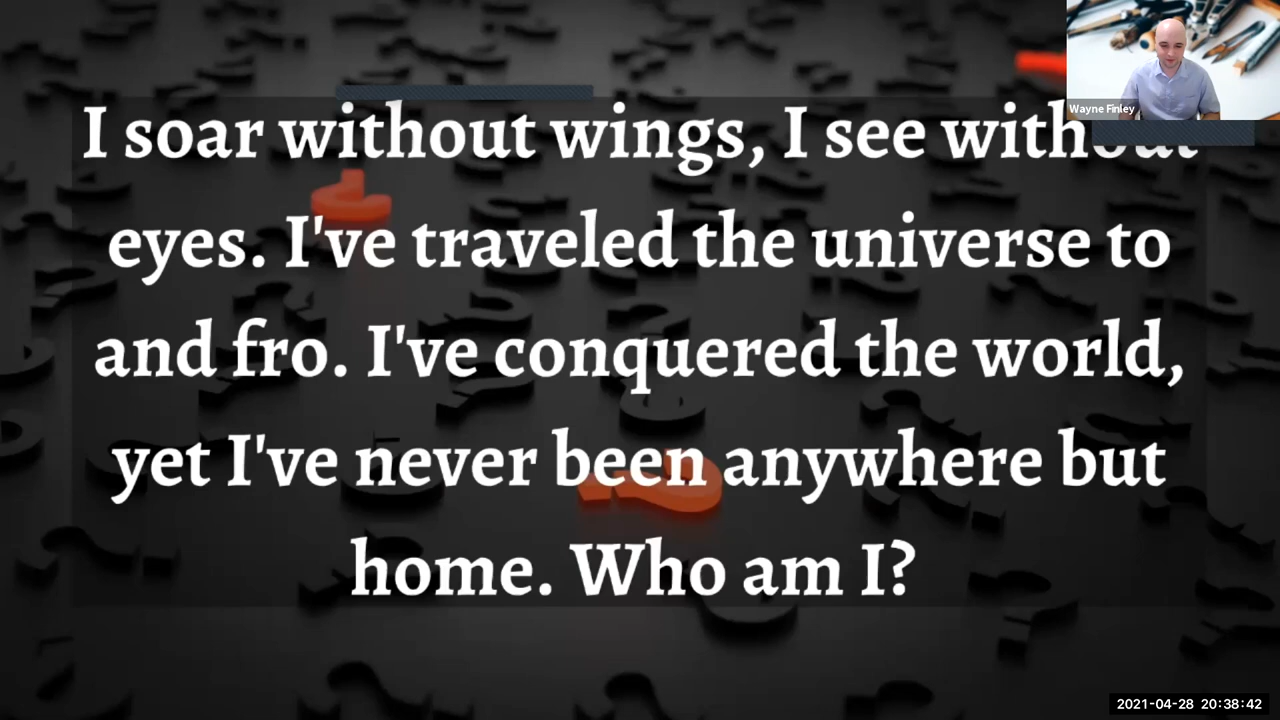 Wayne Finley
I soar without wings, I see without
eyes. I've traveled the universe to
and fro. I've conquered the world,
yet I've never been anywhere but
home. Who am I?
2021-04-28 20:38:42